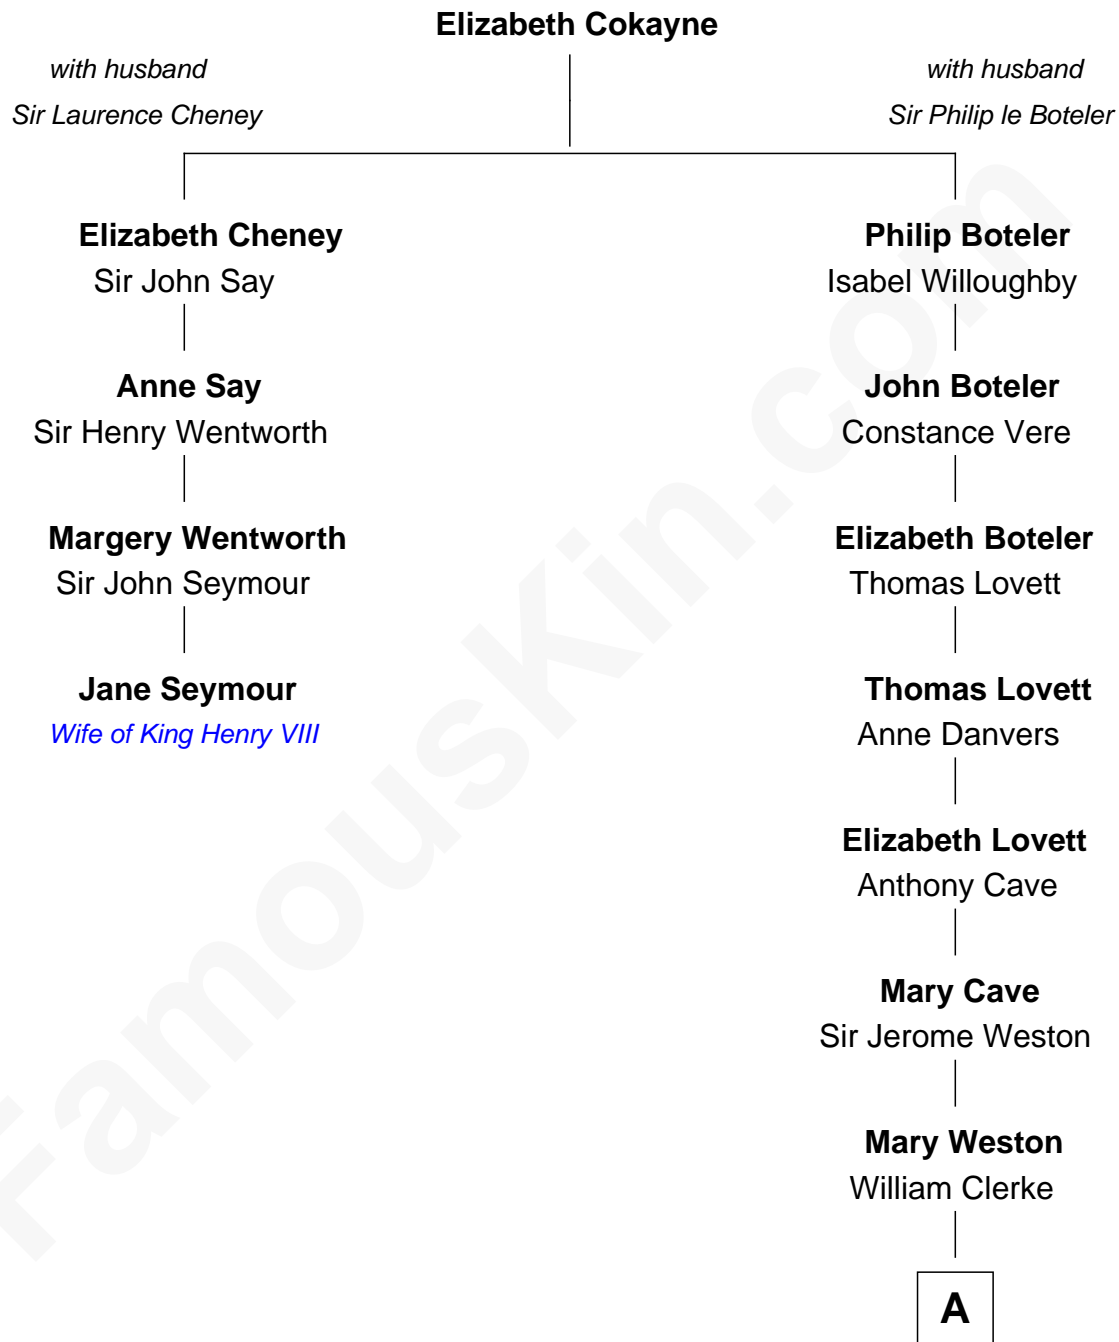 Elizabeth Cokayne
with husband
Sir Laurence Cheney
with husband
Sir Philip le Boteler
Elizabeth Cheney
Sir John Say
Philip Boteler
Isabel Willoughby
Anne Say
Sir Henry Wentworth
John Boteler
Constance Vere
Margery Wentworth
Sir John Seymour
Elizabeth Boteler
Thomas Lovett
Jane Seymour
Wife of King Henry VIII
Thomas Lovett
Anne Danvers
Elizabeth Lovett
Anthony Cave
Mary Cave
Sir Jerome Weston
Mary Weston
William Clerke
A
FamousKin.com